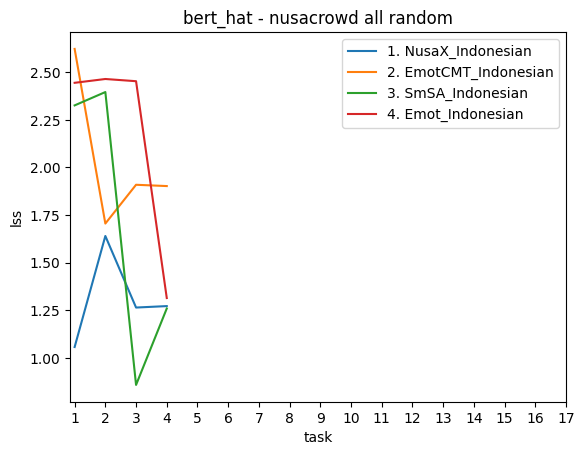 bert_hat - nusacrowd all random
1. NusaX_Indonesian
2. EmotCMT_Indonesian
3. SmSA_Indonesian
4. Emot_Indonesian
lss
2.50
2.25
2.00
1.75
1.50
1.25
1.00
1 2 3 4 5 6 7 8 9 10 11 12 13 14 15 16 17
task